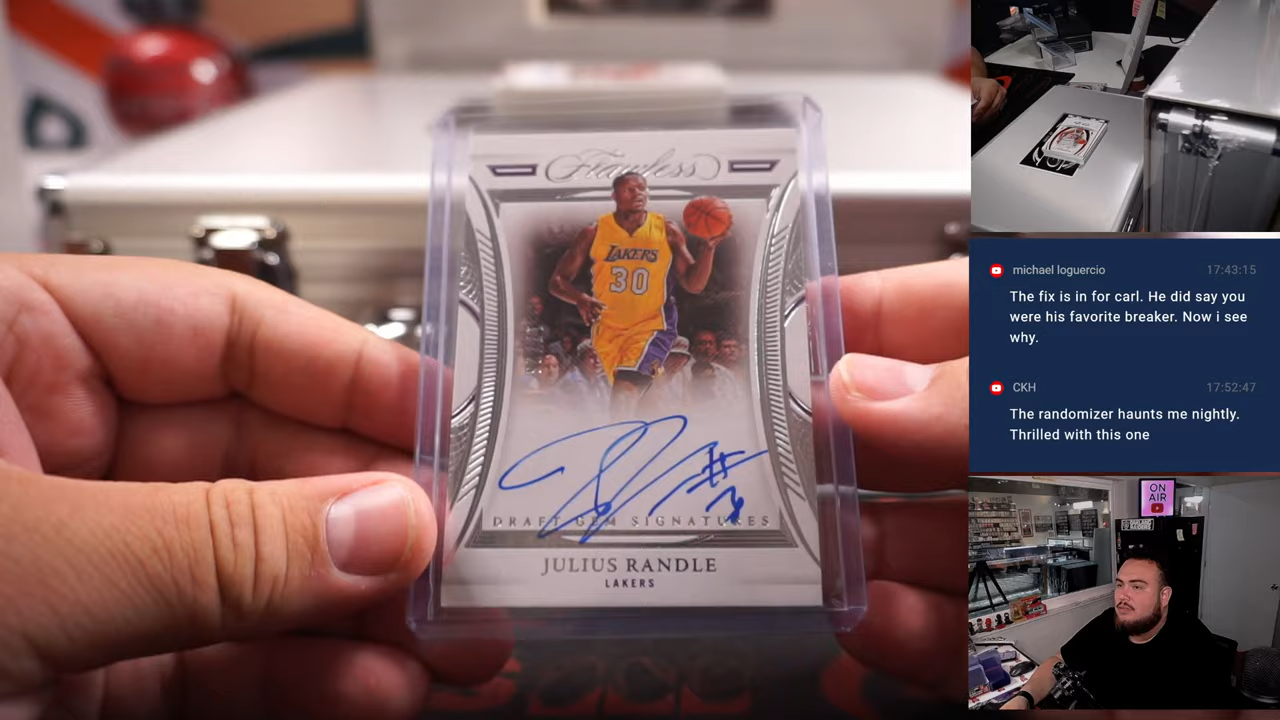 Flawless
LAKERS
30
DRAFT GEM SIGNATURES
JULIUS RANDLE
LAKERS
michael loguercio 17:43:15
The fix is in for carl. He did say you
were his favorite breaker. Now i see
why.
CKH 17:52:47
The randomizer haunts me nightly.
Thrilled with this one
ON
AIR